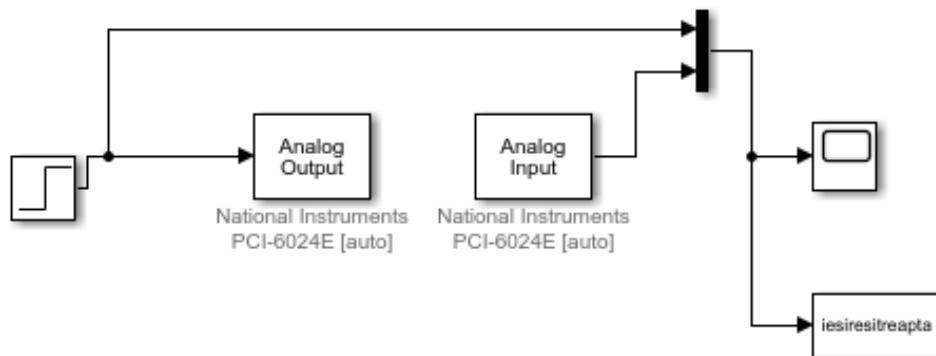 Analog
Output
National Instruments
PCI-6024E [auto]
Analog
Input
National Instruments
PCI-6024E [auto]
iesiresitreapta